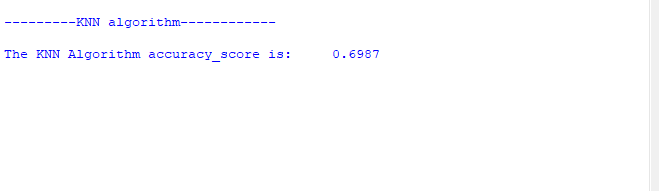 ---------KNN algorithm------------
The KNN Algorithm accuracy_score is:     0.6987